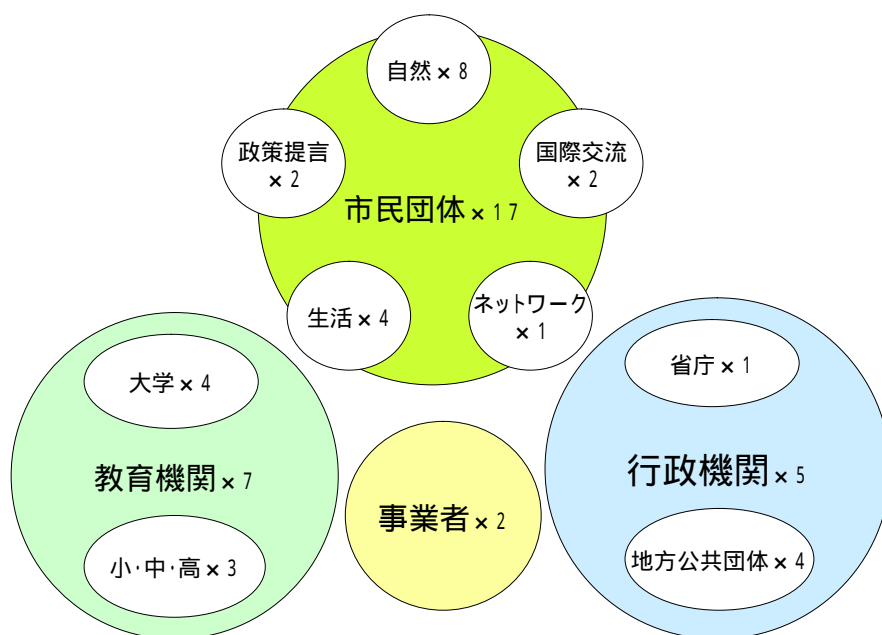 自然×8
政策提言
×2
国際交流
×2
市民団体×17
生活×4
ネットワーク
×1
大学×4
教育機関×7
小・中・高×3
事業者×2
省庁×1
行政機関×5
地方公共団体×4